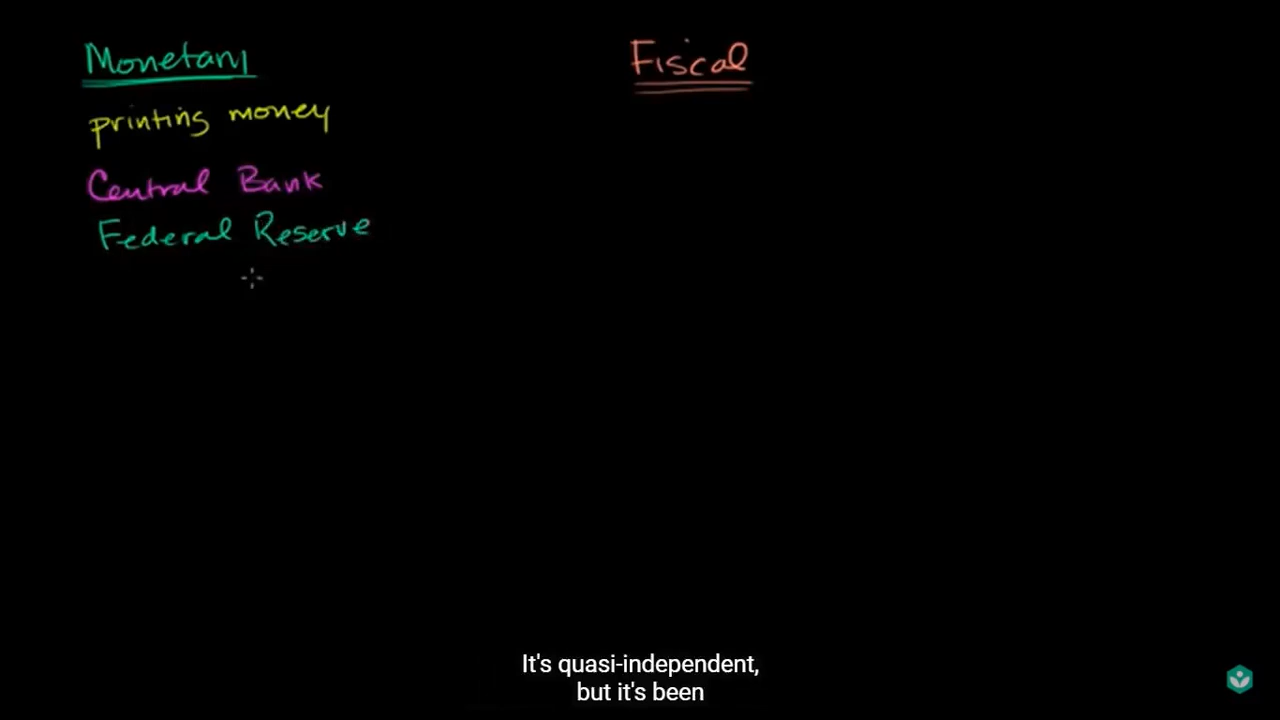 Monetary
Fiscal
printing money
Central Bank
Federal Reserve
It's quasi-independent,
but it's been